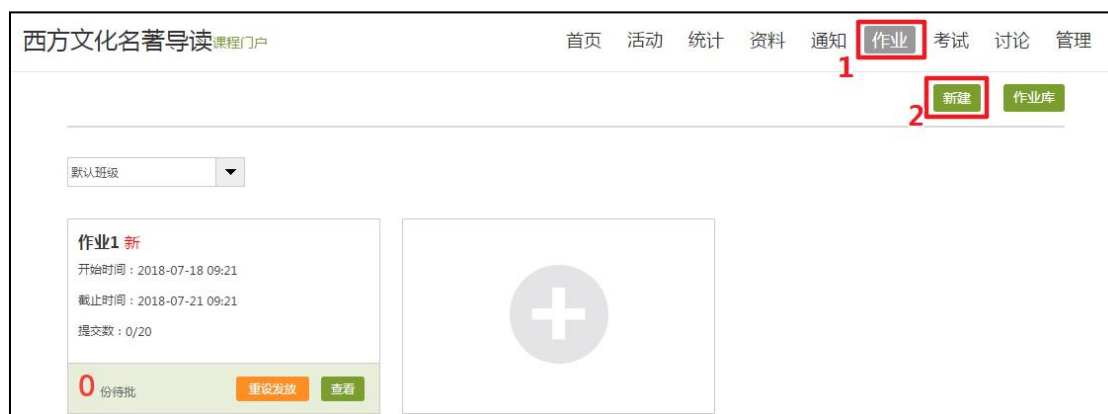 西方文化名著导读课程门户 首页 活动 统计 资料 通知 作业 考试 讨论 管理
1
2 新建 作业库
默认班级
作业1 新
开始时间：2018-07-18 09:21
截止时间：2018-07-21 09:21
提交数：0/20
0 份待批 重设发放 查看